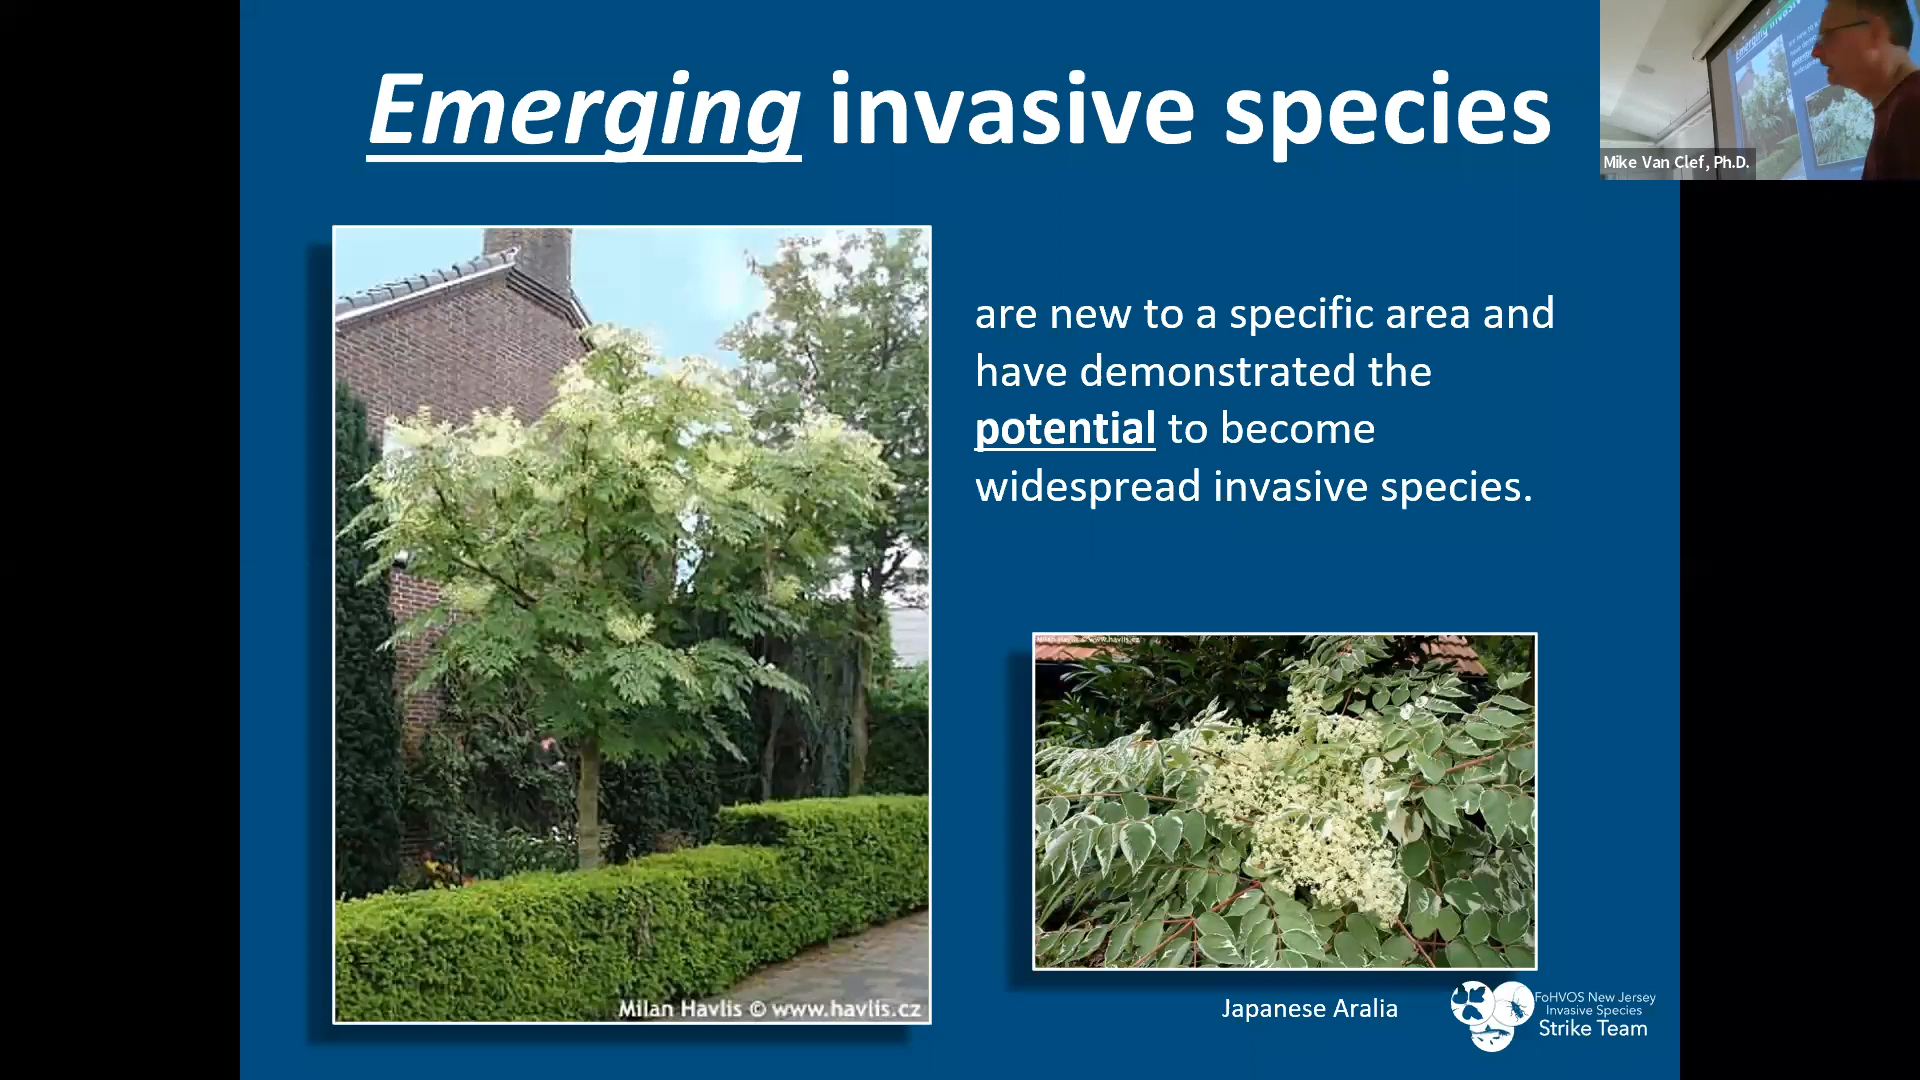 Emerging invasive species
Mike Van Clef, Ph.D.
are new to a specific area and
have demonstrated the
potential to become
widespread invasive species.
Milan Havlis © www.havlis.cz
Japanese Aralia
FoHVOS New Jersey
Invasive Species
Strike Team